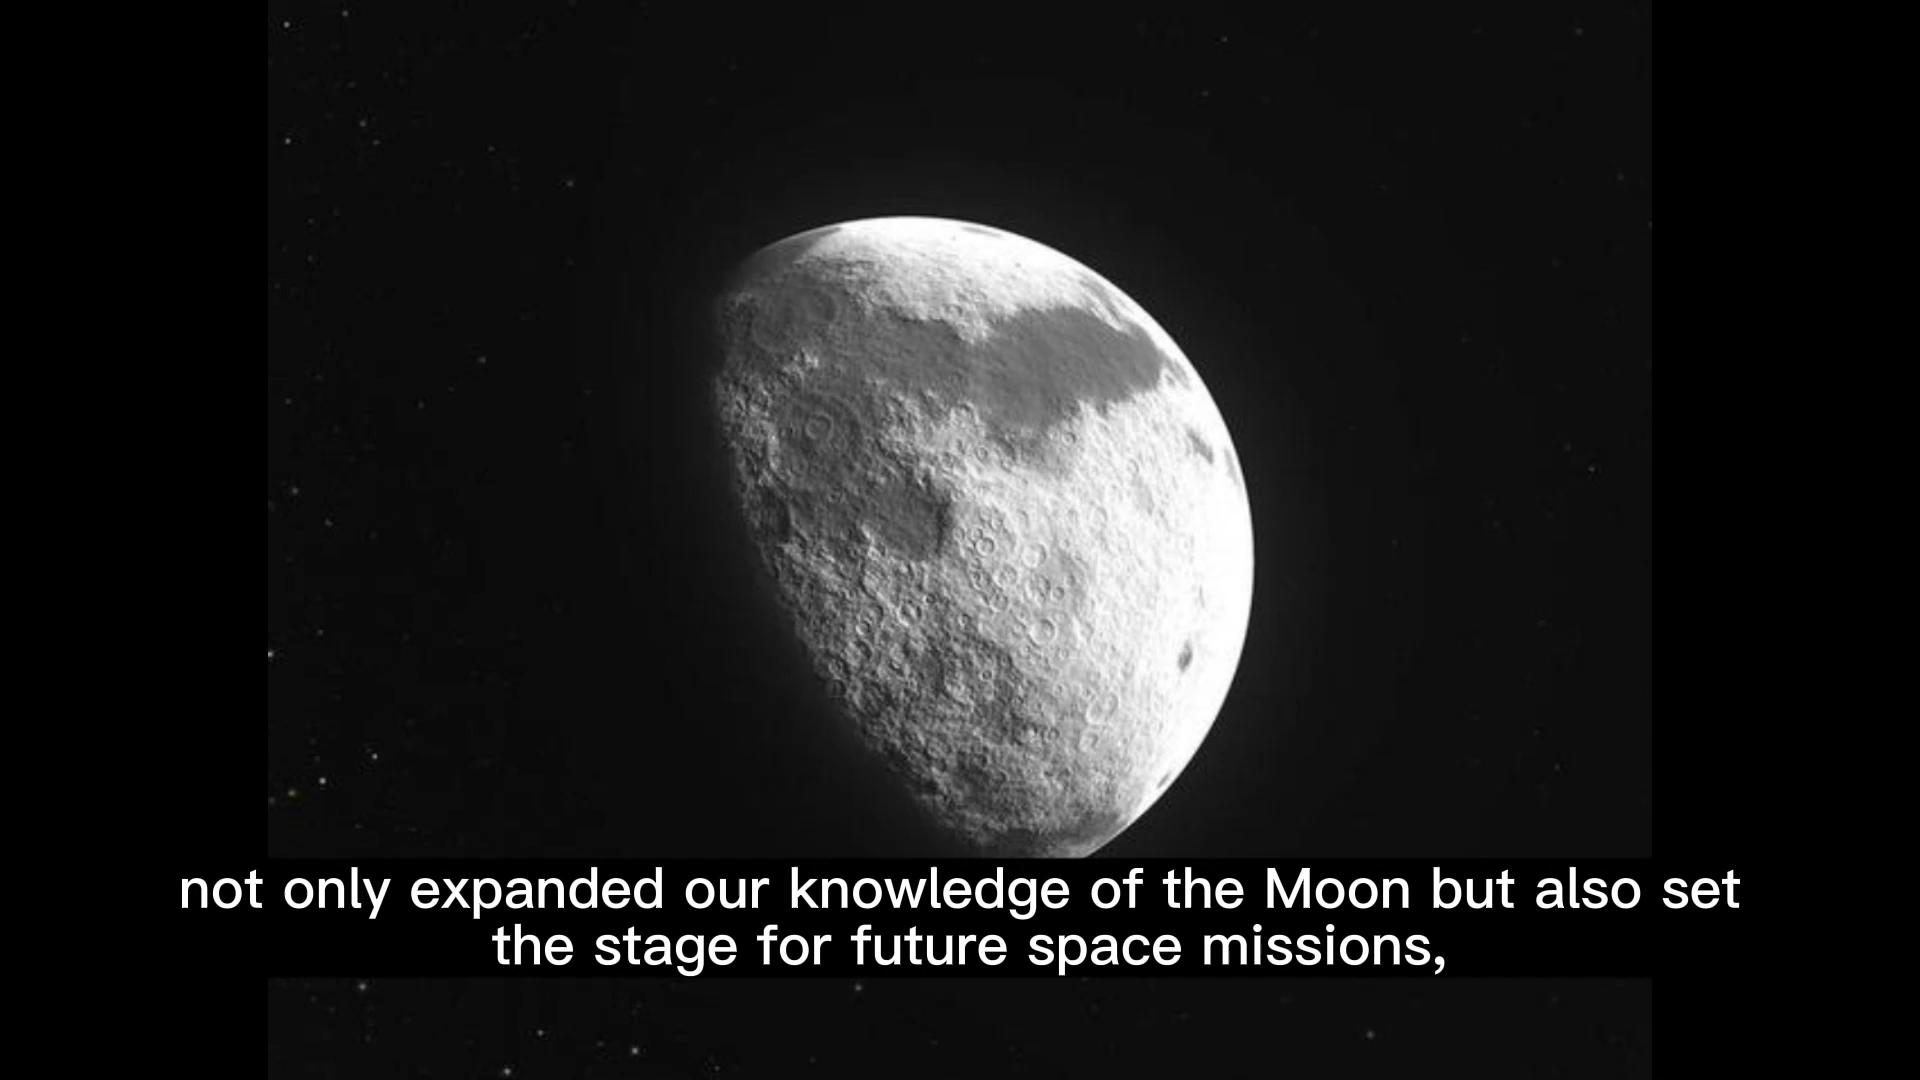 not only expanded our knowledge of the Moon but also set
the stage for future space missions,